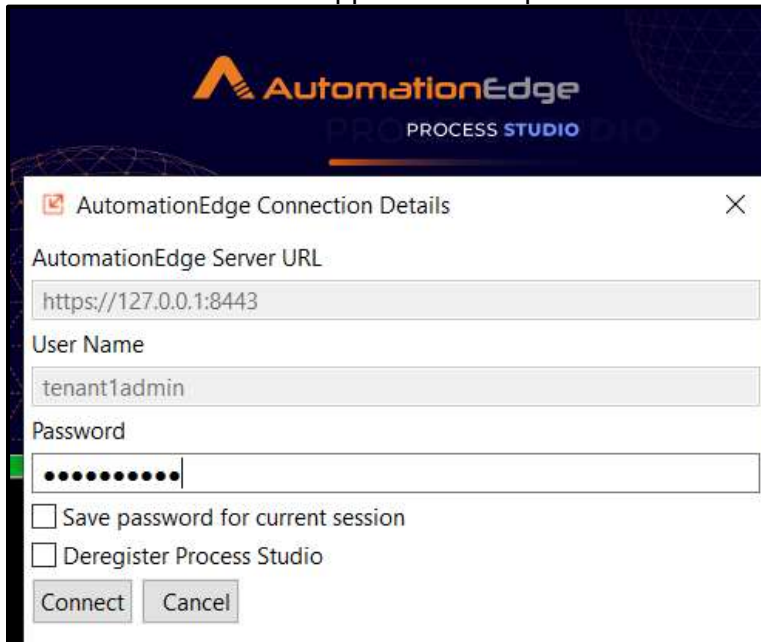 AutomationEdge
PROCESS STUDIO
AutomationEdge Connection Details
AutomationEdge Server URL
https://127.0.0.1:8443
User Name
tenant1admin
Password
●●●●●●●●●●
Save password for current session
Deregister Process Studio
Connect Cancel